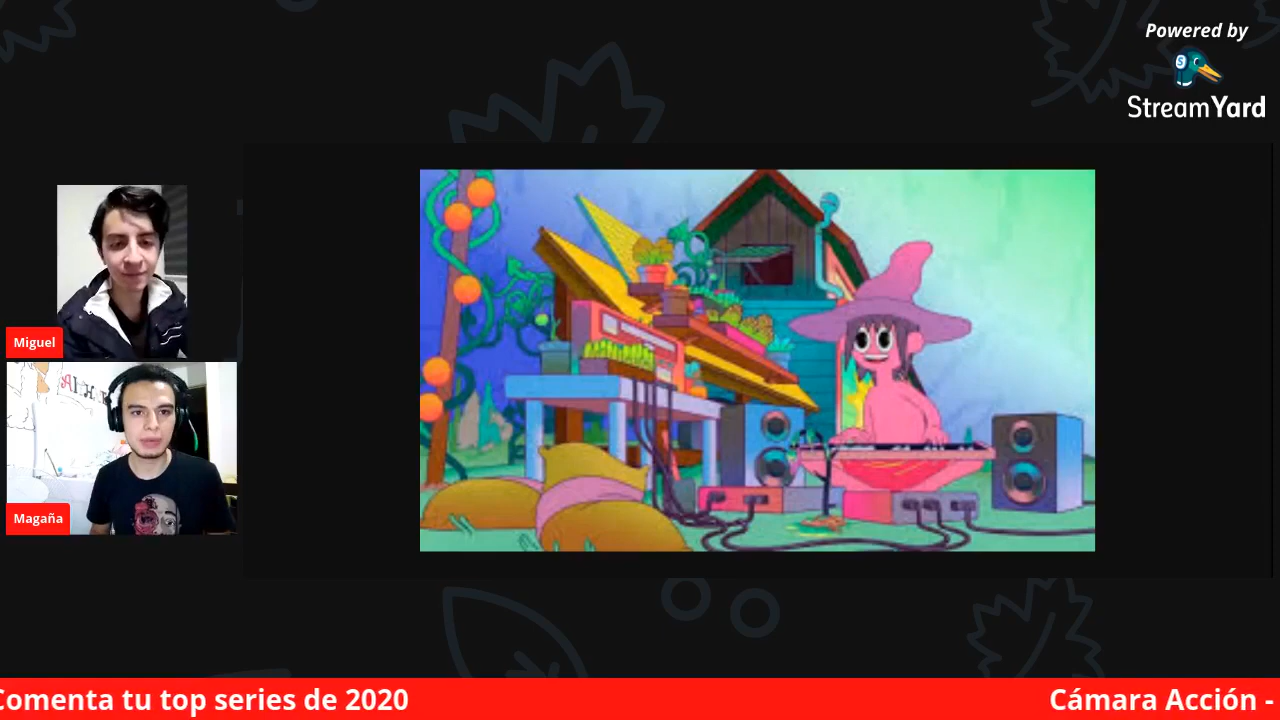 Powered by
StreamYard
Miguel
Magaña
Comenta tu top series de 2020
Cámara Acción -